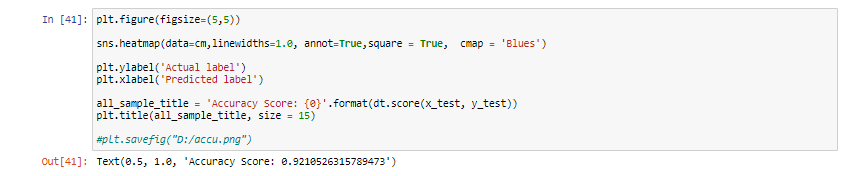 In [41]: plt.figure(figsize=(5,5))
sns.heatmap(data=cm,linewidths=1.0, annot=True,square = True,  cmap = 'Blues')
plt.ylabel('Actual label')
plt.xlabel('Predicted label')
all_sample_title = 'Accuracy Score: {0}'.format(dt.score(x_test, y_test))
plt.title(all_sample_title, size = 15)
#plt.savefig("D:/accu.png")
Out[41]: Text(0.5, 1.0, 'Accuracy Score: 0.9210526315789473')